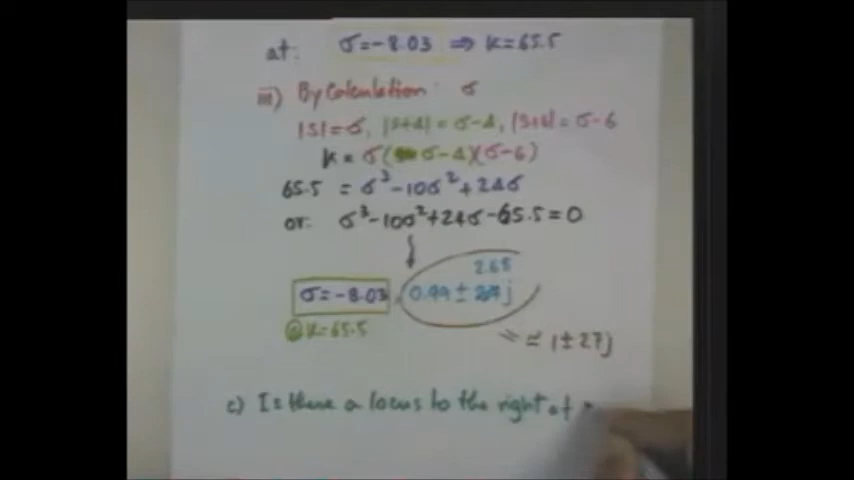 at: σ=-8.03 ⇒ K=65.5
iii) By Calculation: σ
|S|=σ, |S+4|=σ-4, |S+6|=σ-6
K = σ(σ-4)(σ-6)
65.5 = σ³-10σ²+24σ
or: σ³-10σ²+24σ-65.5=0
2.65
σ=-8.03, 0.99 ± j
@K=65.5
≃ 1±27j
c) Is there a locus to the right of